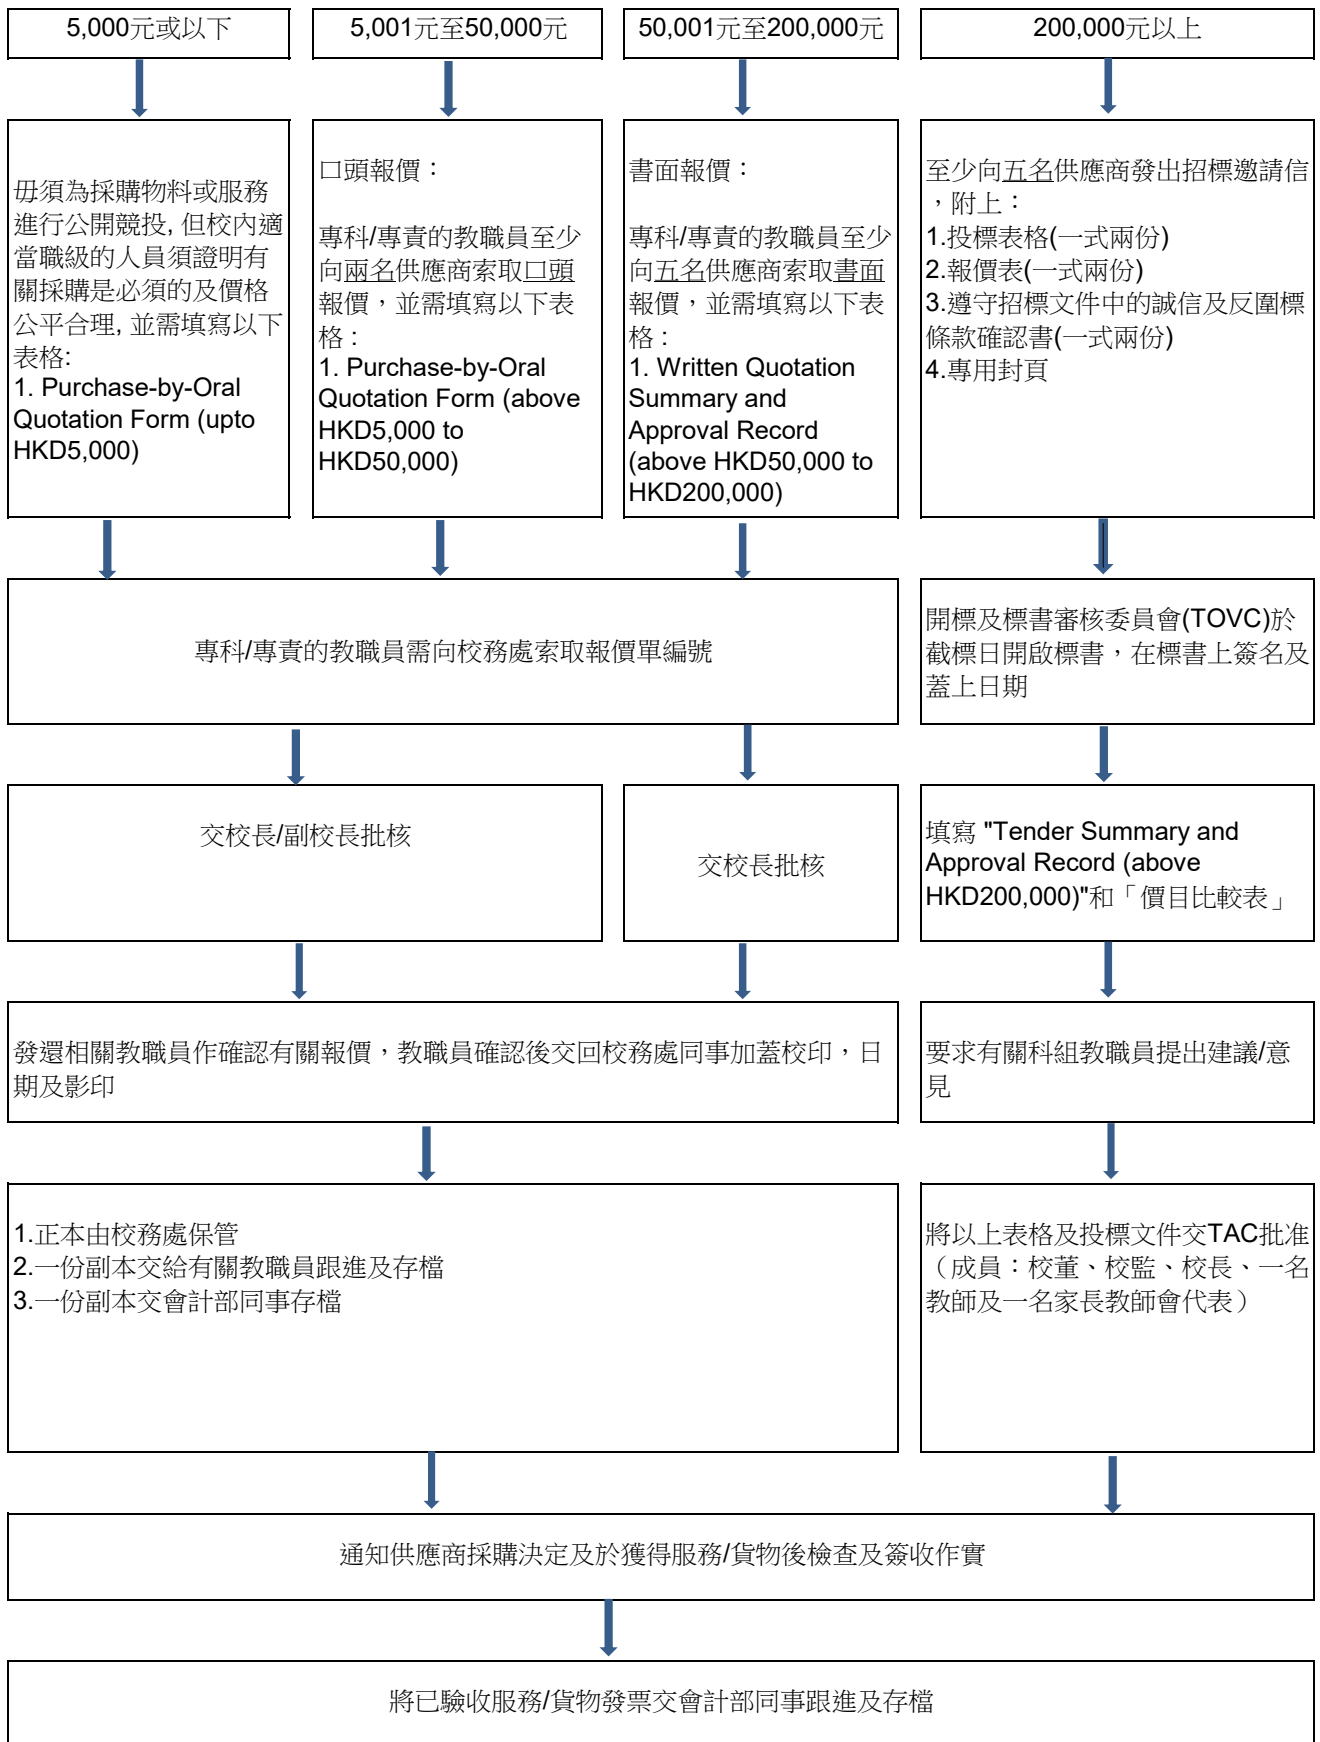 5,000元或以下
5,001元至50,000元
50,001元至200,000元
200,000元以上
毋須為採購物料或服務
進行公開競投, 但校內適
當職級的人員須證明有
關採購是必須的及價格
公平合理, 並需填寫以下
表格:
1. Purchase-by-Oral
Quotation Form (upto
HKD5,000)
口頭報價：
專科/專責的教職員至少
向兩名供應商索取口頭
報價，並需填寫以下表
格 :
1. Purchase-by-Oral
Quotation Form (above
HKD5,000 to
HKD50,000)
書面報價：
專科/專責的教職員至少
向五名供應商索取書面
報價，並需填寫以下表
格 :
1. Written Quotation
Summary and
Approval Record
(above HKD50,000 to
HKD200,000)
至少向五名供應商發出招標邀請信
，附上：
1.投標表格(一式兩份)
2.報價表(一式兩份)
3.遵守招標文件中的誠信及反圍標
條款確認書(一式兩份)
4.專用封頁
專科/專責的教職員需向校務處索取報價單編號
開標及標書審核委員會(TOVC)於
截標日開啟標書，在標書上簽名及
蓋上日期
交校長/副校長批核
交校長批核
填寫 "Tender Summary and
Approval Record (above
HKD200,000)"和「價目比較表」
發還相關教職員作確認有關報價，教職員確認後交回校務處同事加蓋校印，日
期及影印
要求有關科組教職員提出建議/意
見
1.正本由校務處保管
2.一份副本交給有關教職員跟進及存檔
3.一份副本交會計部同事存檔
將以上表格及投標文件交TAC批准
（成員：校董、校監、校長、一名
教師及一名家長教師會代表）
通知供應商採購決定及於獲得服務/貨物後檢查及簽收作實
將已驗收服務/貨物發票交會計部同事跟進及存檔